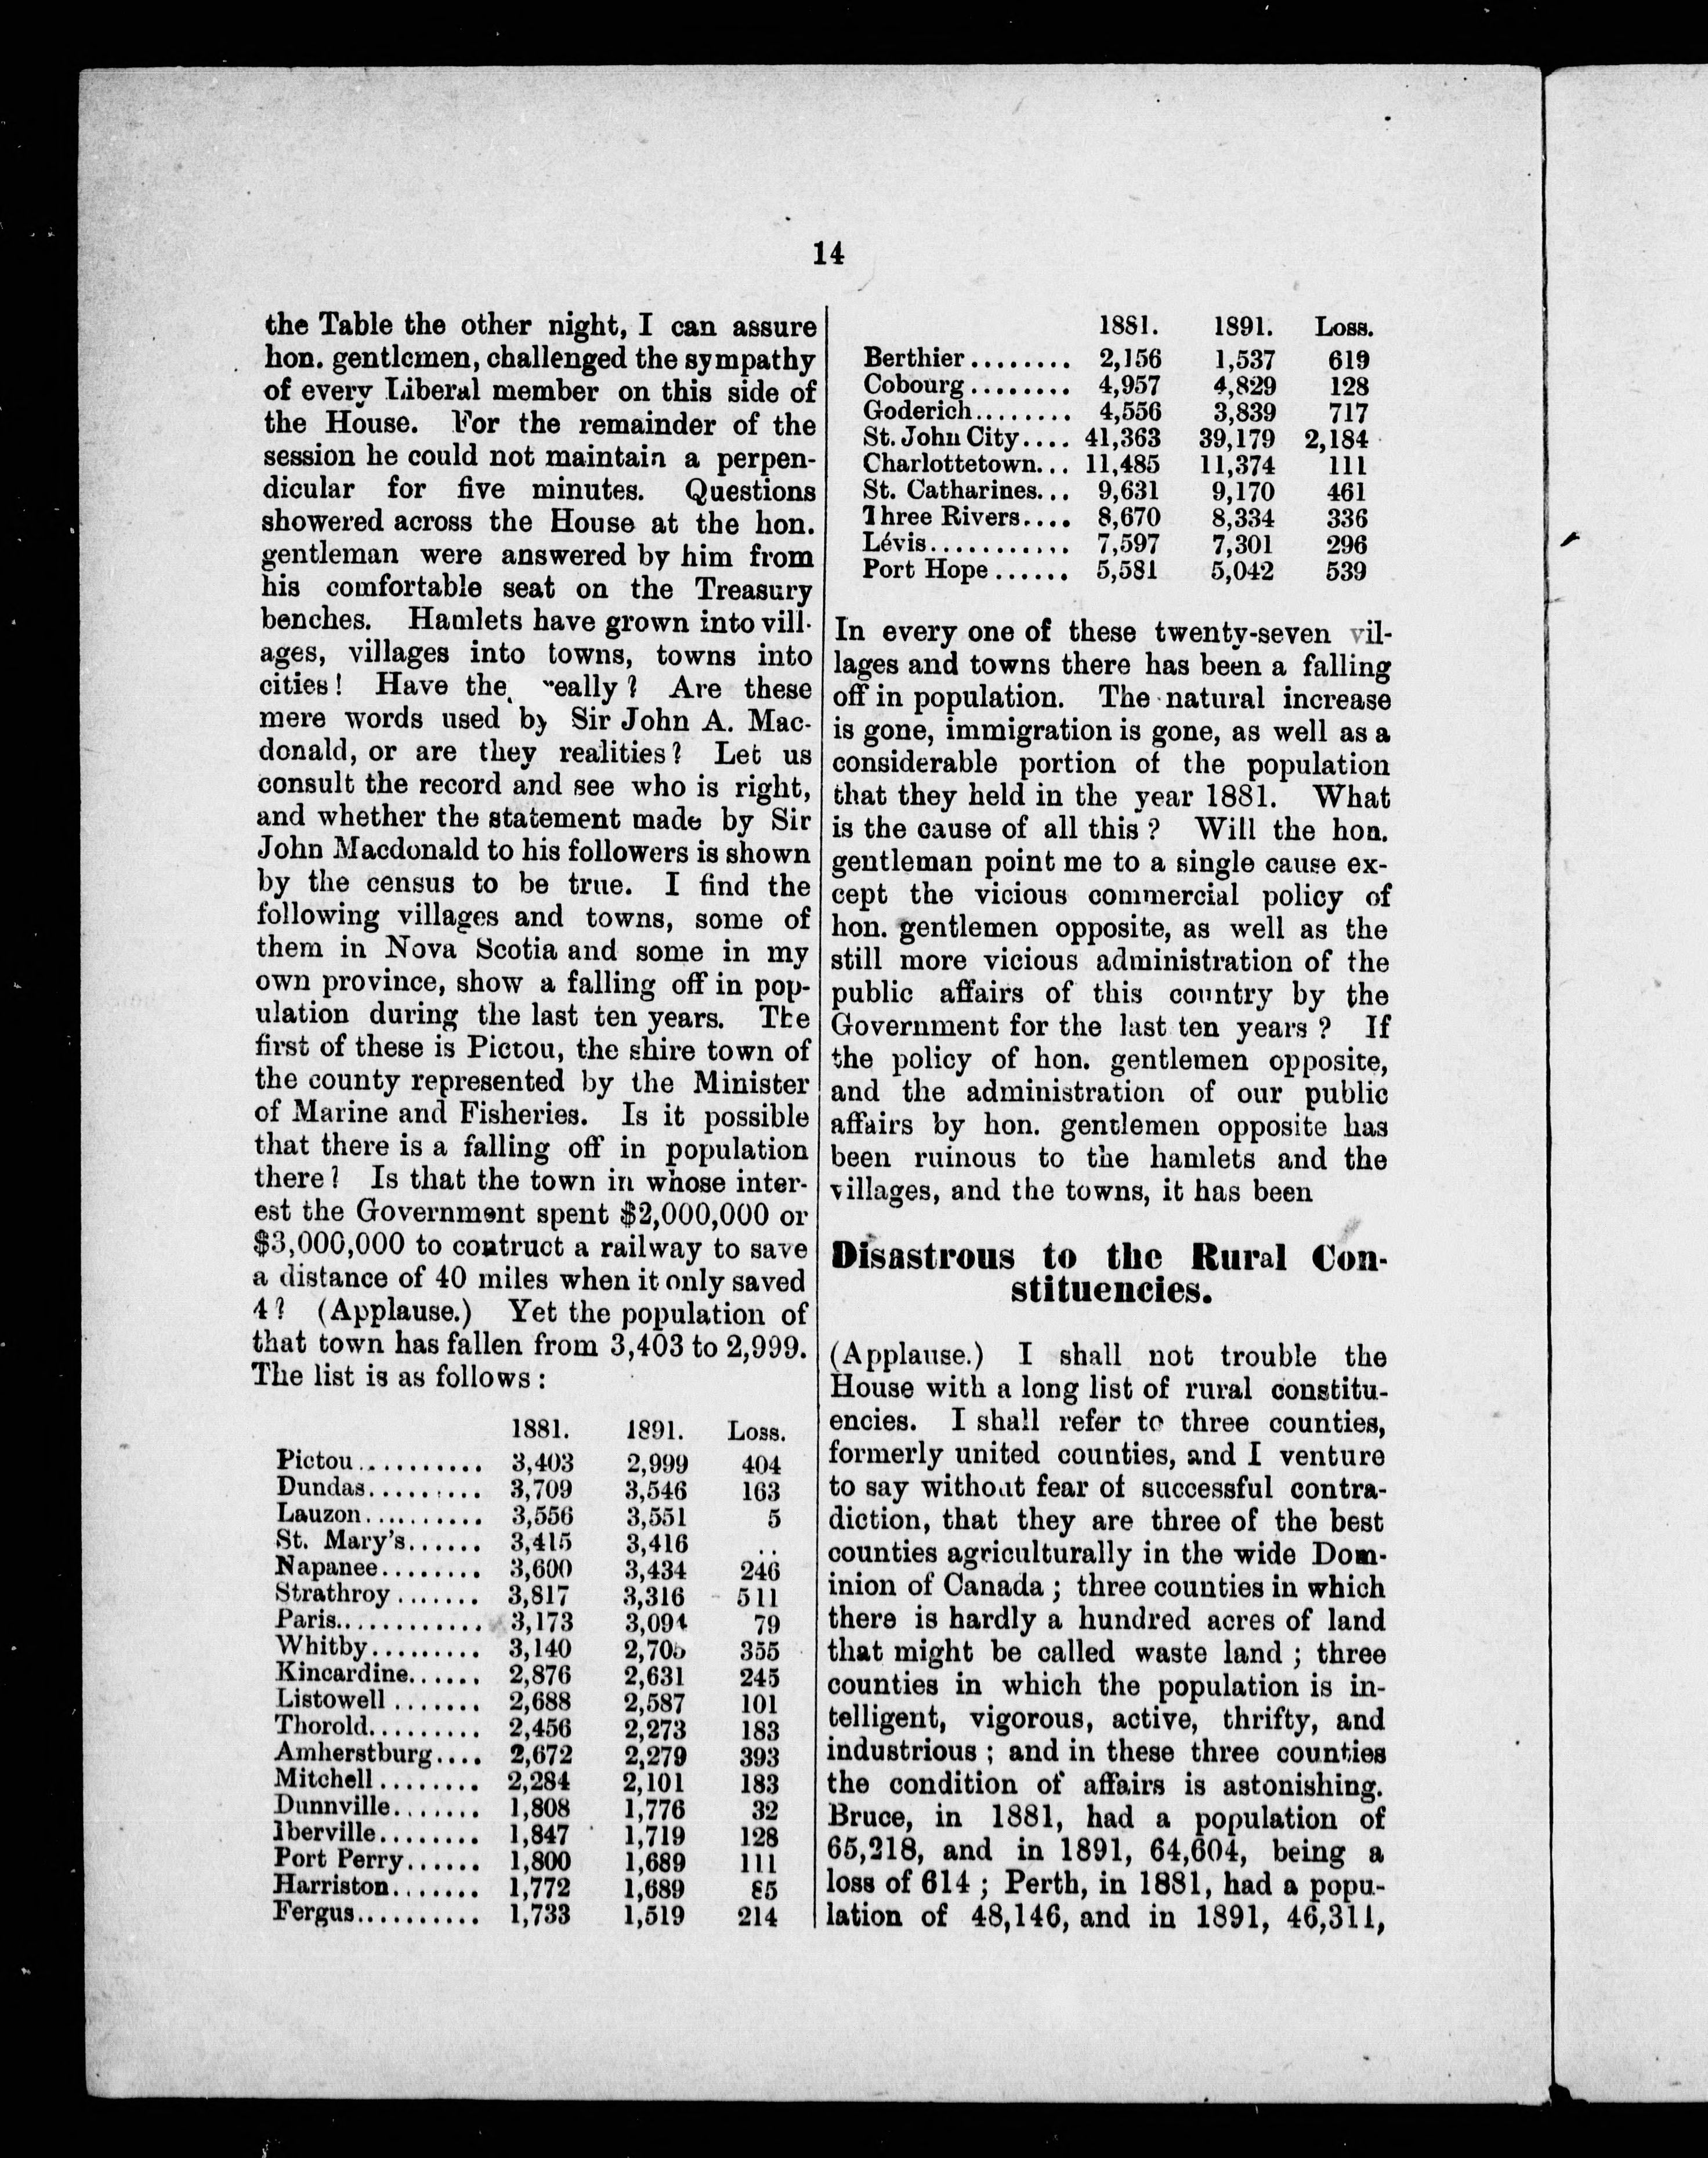 14
the Table the other night, I can assure
hon. gentlemen, challenged the sympathy
of every Liberal member on this side of
the House. For the remainder of the
session he could not maintain a perpen-
dicular for five minutes. Questions
showered across the House at the hon.
gentleman were answered by him from
his comfortable seat on the Treasury
benches. Hamlets have grown into vill-
ages, villages into towns, towns into
cities! Have the eally? Are these
mere words used by Sir John A. Mac-
donald, or are they realities? Let us
consult the record and see who is right,
and whether the statement made by Sir
John Macdonald to his followers is shown
by the census to be true. I find the
following villages and towns, some of
them in Nova Scotia and some in my
own province, show a falling off in pop-
ulation during the last ten years. The
first of these is Pictou, the shire town of
the county represented by the Minister
of Marine and Fisheries. Is it possible
that there is a falling off in population
there? Is that the town in whose inter-
est the Government spent $2,000,000 or
$3,000,000 to contruct a railway to save
a distance of 40 miles when it only saved
4? (Applause.) Yet the population of
that town has fallen from 3,403 to 2,999.
The list is as follows:
1881. 1891. Loss.
Pictou.......... 3,403 2,999 404
Dundas.......... 3,709 3,546 163
Lauzon.......... 3,556 3,551 5
St. Mary's...... 3,415 3,416 ..
Napanee........ 3,600 3,434 246
Strathroy....... 3,817 3,316 511
Paris............ 3,173 3,094 79
Whitby......... 3,140 355
Kincardine...... 2,876 2,631 245
Listowell....... 2,688 2,587 101
Thorold......... 2,456 2,273 183
Amherstburg.... 2,672 2,279 393
Mitchell........ 2,284 2,101 183
Dunnville....... 1,808 1,776 32
Iberville........ 1,847 1,719 128
Port Perry...... 1,800 1,689 111
Harriston....... 1,772 1,689 85
Fergus.......... 1,733 1,519 214
1881. 1891. Loss.
Berthier........ 2,156 1,537 619
Cobourg........ 4,957 4,829 128
Goderich........ 4,556 3,839 717
St. John City.... 41,363 39,179 2,184
Charlottetown... 11,485 11,374 111
St. Catharines... 9,631 9,170 461
Three Rivers.... 8,670 8,334 336
Lévis........... 7,597 7,301 296
Port Hope...... 5,581 5,042 539
In every one of these twenty-seven vil-
lages and towns there has been a falling
off in population. The natural increase
is gone, immigration is gone, as well as a
considerable portion of the population
that they held in the year 1881. What
is the cause of all this? Will the hon.
gentleman point me to a single cause ex-
cept the vicious commercial policy of
hon. gentlemen opposite, as well as the
still more vicious administration of the
public affairs of this country by the
Government for the last ten years? If
the policy of hon. gentlemen opposite,
and the administration of our public
affairs by hon. gentlemen opposite has
been ruinous to the hamlets and the
villages, and the towns, it has been
Disastrous to the Rural Con-
stituencies.
(Applause.) I shall not trouble the
House with a long list of rural constitu-
encies. I shall refer to three counties,
formerly united counties, and I venture
to say without fear of successful contra-
diction, that they are three of the best
counties agriculturally in the wide Dom-
inion of Canada; three counties in which
there is hardly a hundred acres of land
that might be called waste land; three
counties in which the population is in-
telligent, vigorous, active, thrifty, and
industrious; and in these three counties
the condition of affairs is astonishing.
Bruce, in 1881, had a population of
65,218, and in 1891, 64,604, being a
loss of 614; Perth, in 1881, had a popu-
lation of 48,146, and in 1891, 46,311,